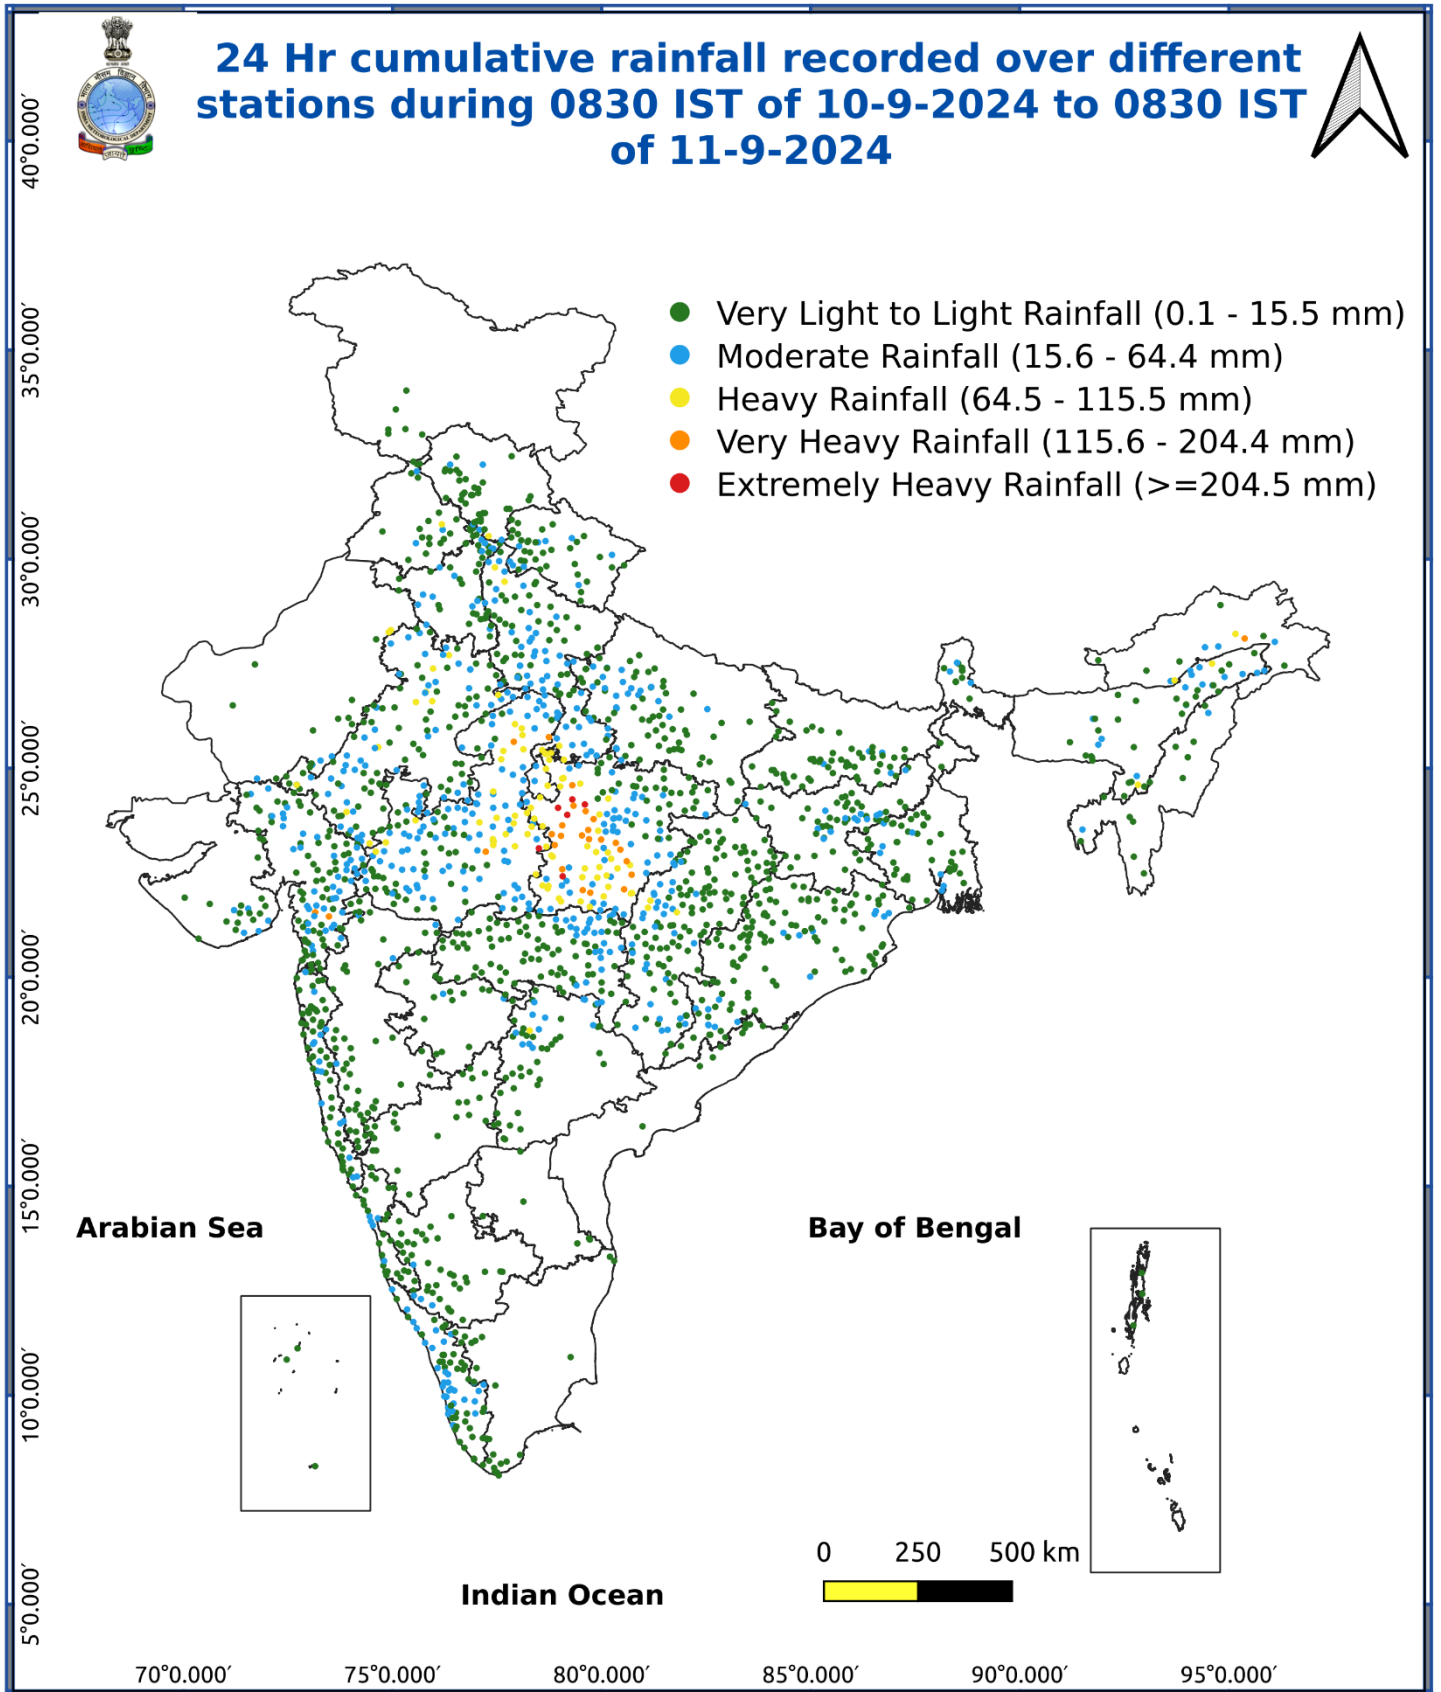 24 Hr cumulative rainfall recorded over different
stations during 0830 IST of 10-9-2024 to 0830 IST
of 11-9-2024
Very Light to Light Rainfall (0.1 - 15.5 mm)
Moderate Rainfall (15.6 - 64.4 mm)
Heavy Rainfall (64.5 - 115.5 mm)
Very Heavy Rainfall (115.6 - 204.4 mm)
Extremely Heavy Rainfall (>=204.5 mm)
40°0.000′
35°0.000′
30°0.000′
25°0.000′
20°0.000′
15°0.000′
10°0.000′
5°0.000′
Arabian Sea
Bay of Bengal
Indian Ocean
0 250 500 km
70°0.000′ 75°0.000′ 80°0.000′ 85°0.000′ 90°0.000′ 95°0.000′